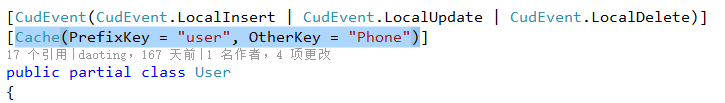 [CudEvent(CudEvent.LocalInsert | CudEvent.LocalUpdate | CudEvent.LocalDelete)]
[Cache(PrefixKey = "user", OtherKey = "Phone")]
17 个引用|daoting，167 天前|1 名作者，4 项更改
public partial class User
{